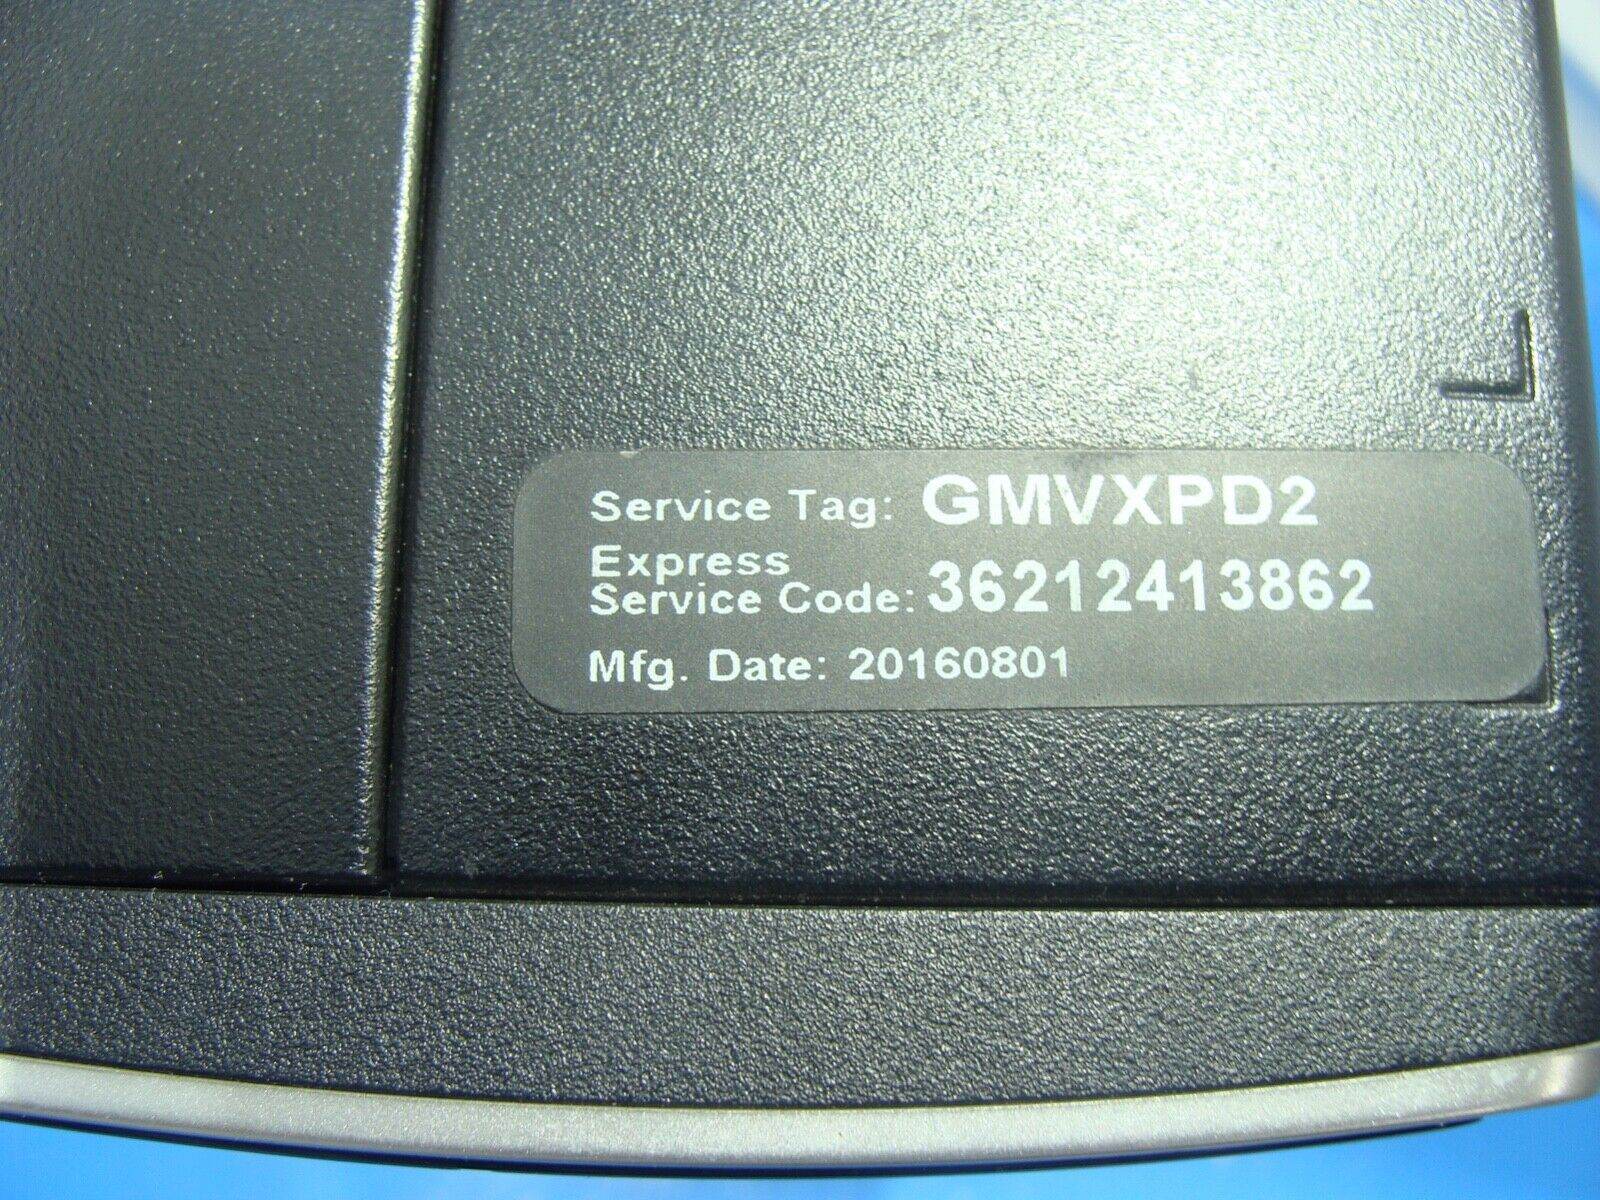 Service Tag: GMVXPD2
Express
Service Code: 36212413862
Mfg. Date: 20160801